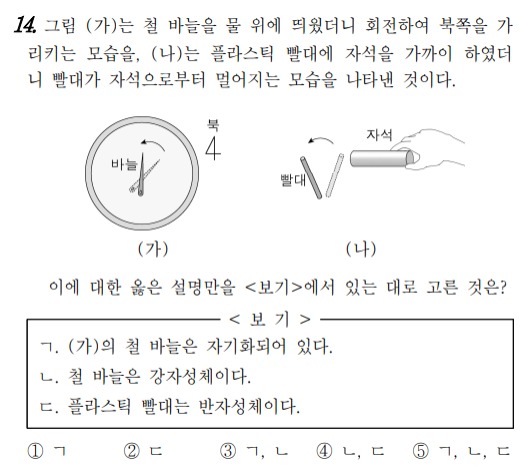 14. 그림 (가)는 철 바늘을 물 위에 띄웠더니 회전하여 북쪽을 가
리키는 모습을, (나)는 플라스틱 빨대에 자석을 가까이 하였더
니 빨대가 자석으로부터 멀어지는 모습을 나타낸 것이다.
북
바늘
자석
빨대
(가)
(나)
이에 대한 옳은 설명만을 <보기>에서 있는 대로 고른 것은?
< 보 기 >
ㄱ. (가)의 철 바늘은 자기화되어 있다.
ㄴ. 철 바늘은 강자성체이다.
ㄷ. 플라스틱 빨대는 반자성체이다.
① ㄱ ② ㄷ ③ ㄱ, ㄴ ④ ㄴ, ㄷ ⑤ ㄱ, ㄴ, ㄷ